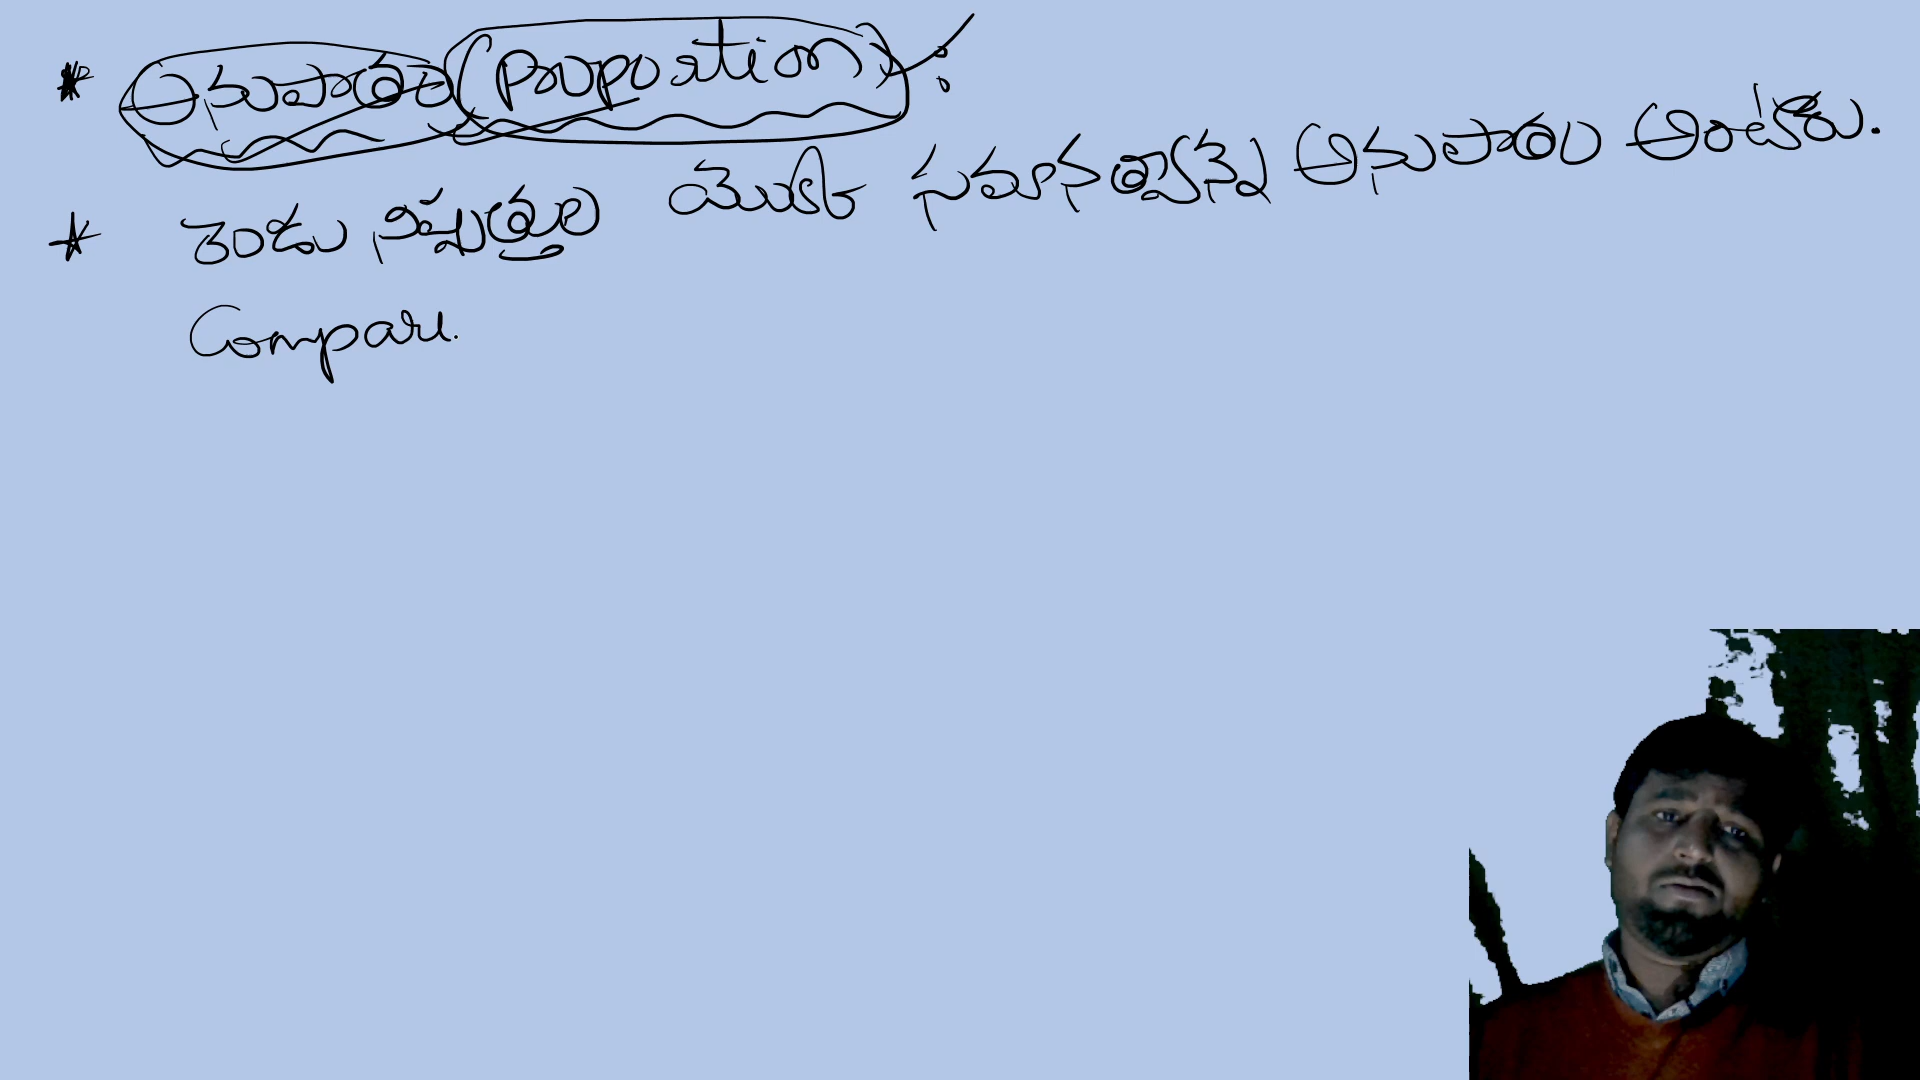 * అనుపాతం (proportion) :
* రెండు నిష్పత్తుల యొక్క సమానత్వాన్ని అనుపాతం అంటారు.
Compare.